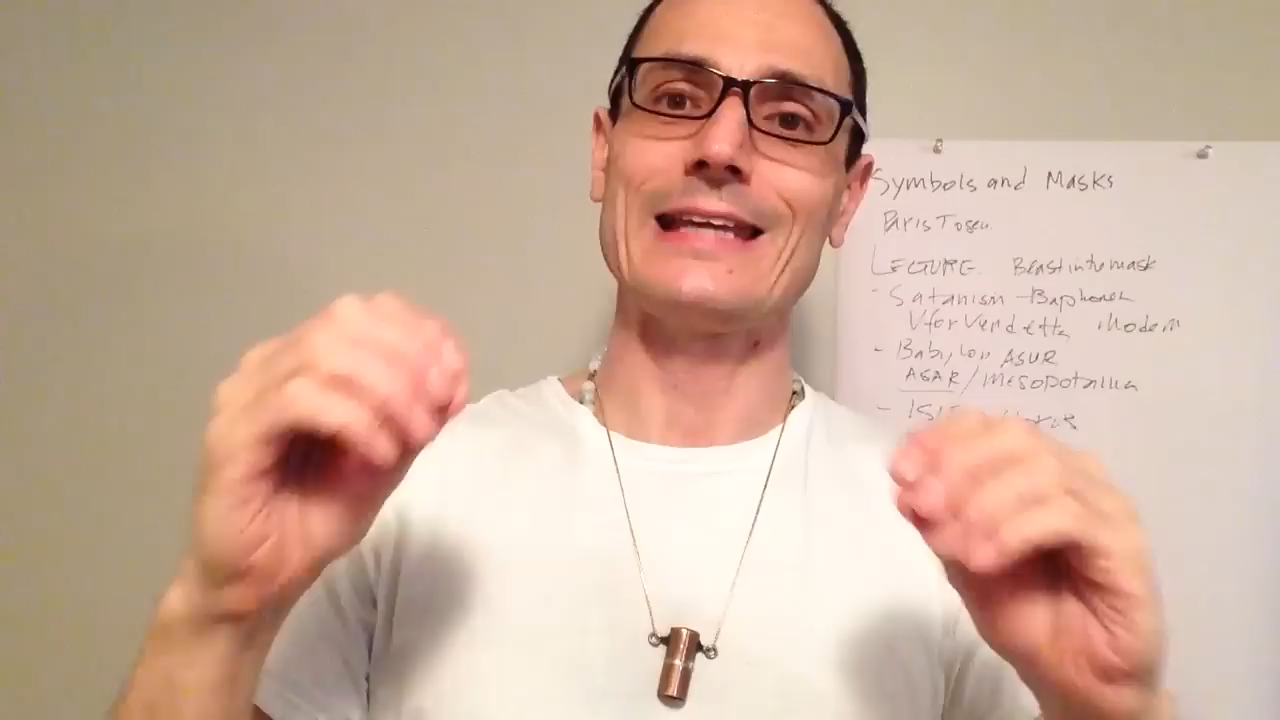 Symbols and Masks
Paris Tosen
LECTURE. Beast in the mask
- Satanism - Baphomet
V for Vendetta Modern
- Babylon ASUR
ASAR/MESOPOTAMIA
-